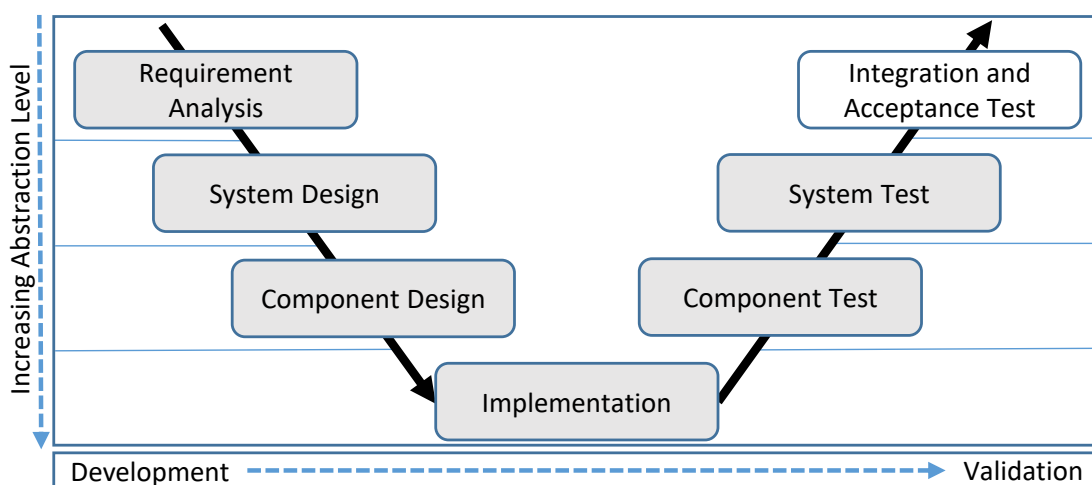 Increasing Abstraction Level
Requirement
Analysis
Integration and
Acceptance Test
System Design
System Test
Component Design
Component Test
Implementation
Development
Validation